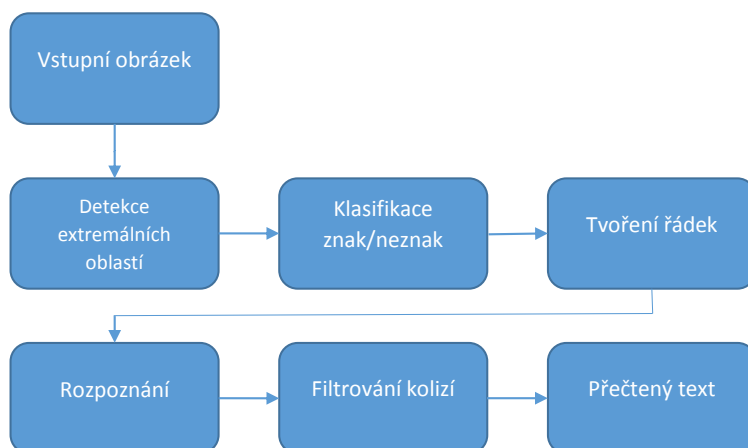 Vstupní obrázek
Detekce
extremálních
oblastí
Klasifikace
znak/neznak
Tvoření řádek
Rozpoznání
Filtrování kolizí
Přečtený text